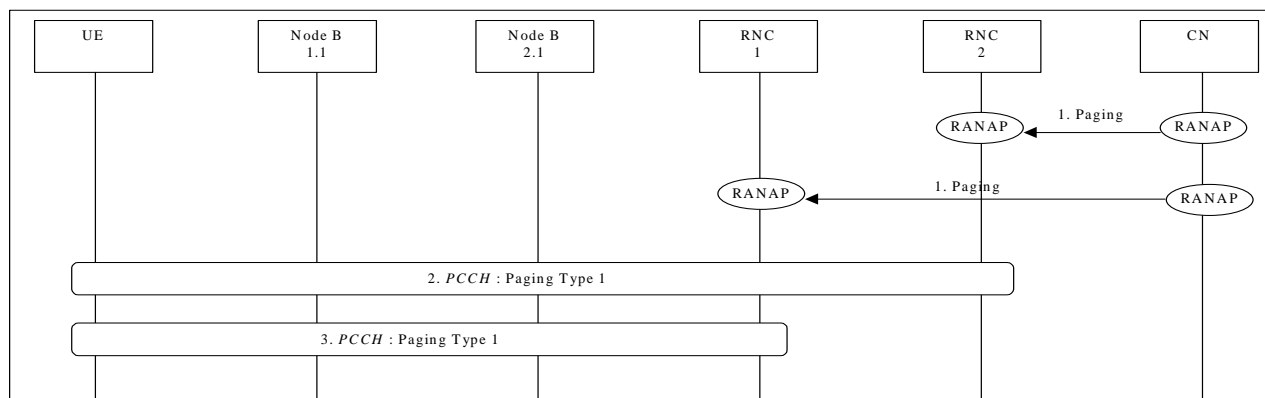 UE
Node B
1.1
Node B
2.1
RNC
1
RNC
2
CN
1. Paging
RANAP
RANAP
1. Paging
RANAP
RANAP
2. PCCH : Paging Type 1
3. PCCH : Paging Type 1